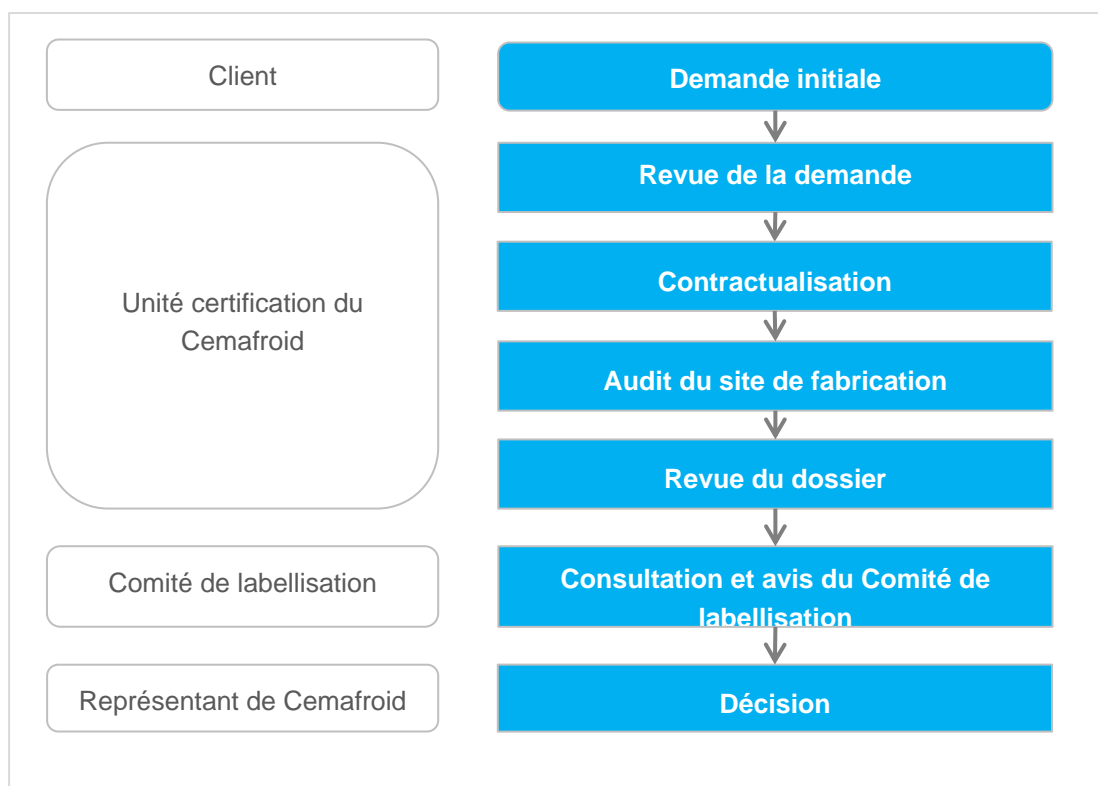 Client
Demande initiale
Revue de la demande
Unité certification du
Cemafroid
Contractualisation
Audit du site de fabrication
Revue du dossier
Comité de labellisation
Consultation et avis du Comité de
labellisation
Représentant de Cemafroid
Décision